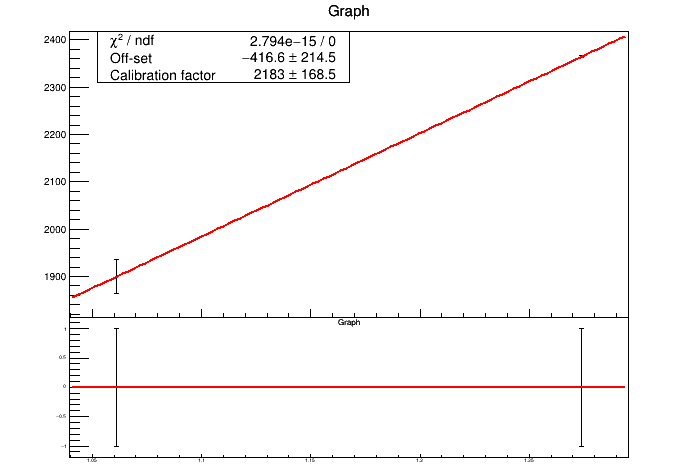 Graph
χ² / ndf 2.794e−15 / 0
Off-set −416.6 ± 214.5
Calibration factor 2183 ± 168.5
2400
2300
2200
2100
2000
1900
Graph
1
0.5
0
−0.5
−1
1.05 1.1 1.15 1.2 1.25